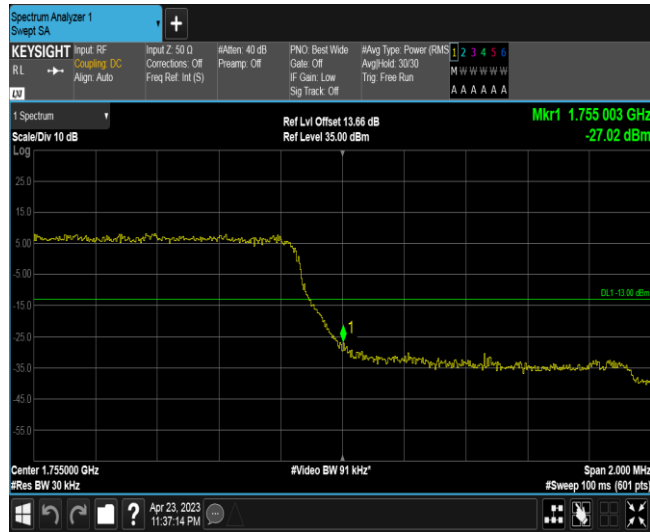 Spectrum Analyzer 1
Swept SA
KEYSIGHT Input: RF Input Z: 50 Ω #Atten: 40 dB PNO: Best Wide #Avg Type: Power (RMS 1 2 3 4 5 6
RL Coupling: DC Corrections: Off Preamp: Off Gate: Off Avg|Hold: 30/30 M W W W W W
Align: Auto Freq Ref: Int (S) IF Gain: Low Trig: Free Run
LXI Sig Track: Off A A A A A A
1 Spectrum Ref Lvl Offset 13.66 dB Mkr1 1.755 003 GHz
Scale/Div 10 dB Ref Level 35.00 dBm -27.02 dBm
Log
25.0
15.0
5.00
-5.00
DL1 -13.00 dBm
-15.0
1
-25.0
-35.0
-45.0
-55.0
Center 1.755000 GHz #Video BW 91 kHz* Span 2.000 MHz
#Res BW 30 kHz #Sweep 100 ms (601 pts)
? Apr 23, 2023
11:37:14 PM